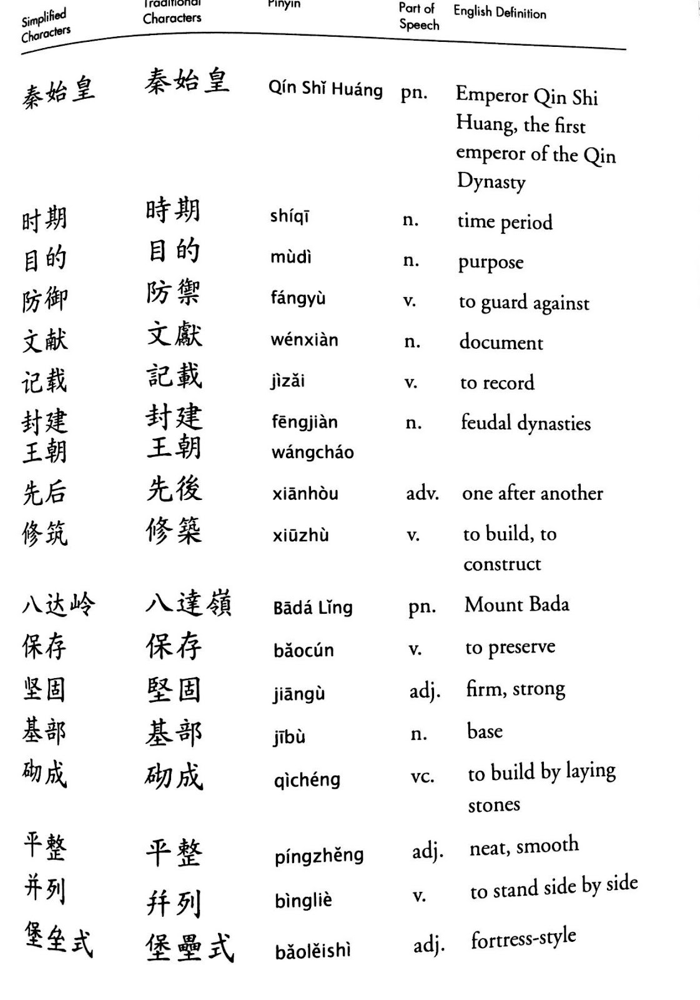 Simplified Characters Traditional Characters Pinyin Part of Speech English Definition
秦始皇 秦始皇 Qín Shǐ Huáng pn. Emperor Qin Shi
Huang, the first
emperor of the Qin
Dynasty
时期 時期 shíqī n. time period
目的 目的 mùdì n. purpose
防御 防禦 fángyù v. to guard against
文献 文獻 wénxiàn n. document
记载 記載 jìzǎi v. to record
封建 封建 fēngjiàn n. feudal dynasties
王朝 王朝 wángcháo
先后 先後 xiānhòu adv. one after another
修筑 修築 xiūzhù v. to build, to
construct
八达岭 八達嶺 Bādá Lǐng pn. Mount Bada
保存 保存 bǎocún v. to preserve
坚固 堅固 jiāngù adj. firm, strong
基部 基部 jībù n. base
砌成 砌成 qìchéng vc. to build by laying
stones
平整 平整 píngzhěng adj. neat, smooth
并列 并列 bìngliè v. to stand side by side
堡垒式 堡壘式 bǎolěishì adj. fortress-style